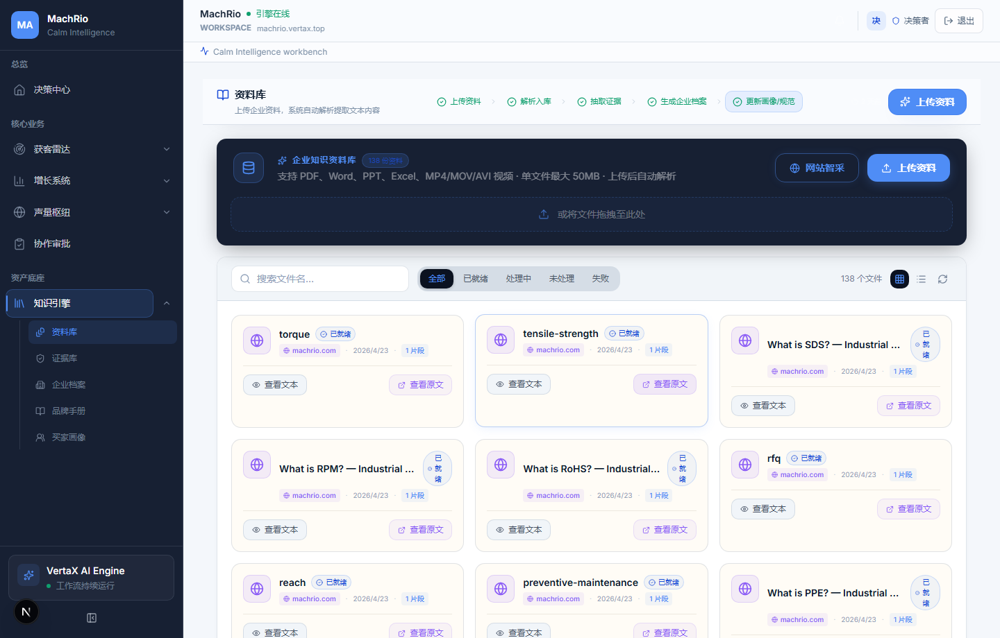 MA
MachRio
Calm Intelligence
总览
决策中心
核心业务
获客雷达
增长系统
声量枢纽
协作审批
资产底座
知识引擎
资料库
证据库
企业档案
品牌手册
买家画像
VertaX AI Engine
工作流持续运行
N
MachRio 引擎在线
WORKSPACE machrio.vertax.top
决 决策者 退出
Calm Intelligence workbench
资料库
上传企业资料，系统自动解析提取文本内容
上传资料 解析入库 抽取证据 生成企业档案 更新画像/规范
上传资料
企业知识资料库 138 份资料
支持 PDF、Word、PPT、Excel、MP4/MOV/AVI 视频 · 单文件最大 50MB · 上传后自动解析
网站智采 上传资料
或将文件拖拽至此处
搜索文件名...
全部 已就绪 处理中 未处理 失败
138 个文件
torque 已就绪
machrio.com · 2026/4/23 · 1 片段
查看文本 查看原文
tensile-strength 已就绪
machrio.com · 2026/4/23 · 1 片段
查看文本 查看原文
What is SDS? — Industrial ... 已就绪
machrio.com · 2026/4/23 · 1 片段
查看文本 查看原文
What is RPM? — Industrial ... 已就绪
machrio.com · 2026/4/23 · 1 片段
查看文本 查看原文
What is RoHS? — Industrial... 已就绪
machrio.com · 2026/4/23 · 1 片段
查看文本 查看原文
rfq 已就绪
machrio.com · 2026/4/23 · 1 片段
查看文本 查看原文
reach 已就绪
machrio.com · 2026/4/23 · 1 片段
查看文本 查看原文
preventive-maintenance 已就绪
machrio.com · 2026/4/23 · 1 片段
查看文本 查看原文
What is PPE? — Industrial ... 已就绪
machrio.com · 2026/4/23 · 1 片段